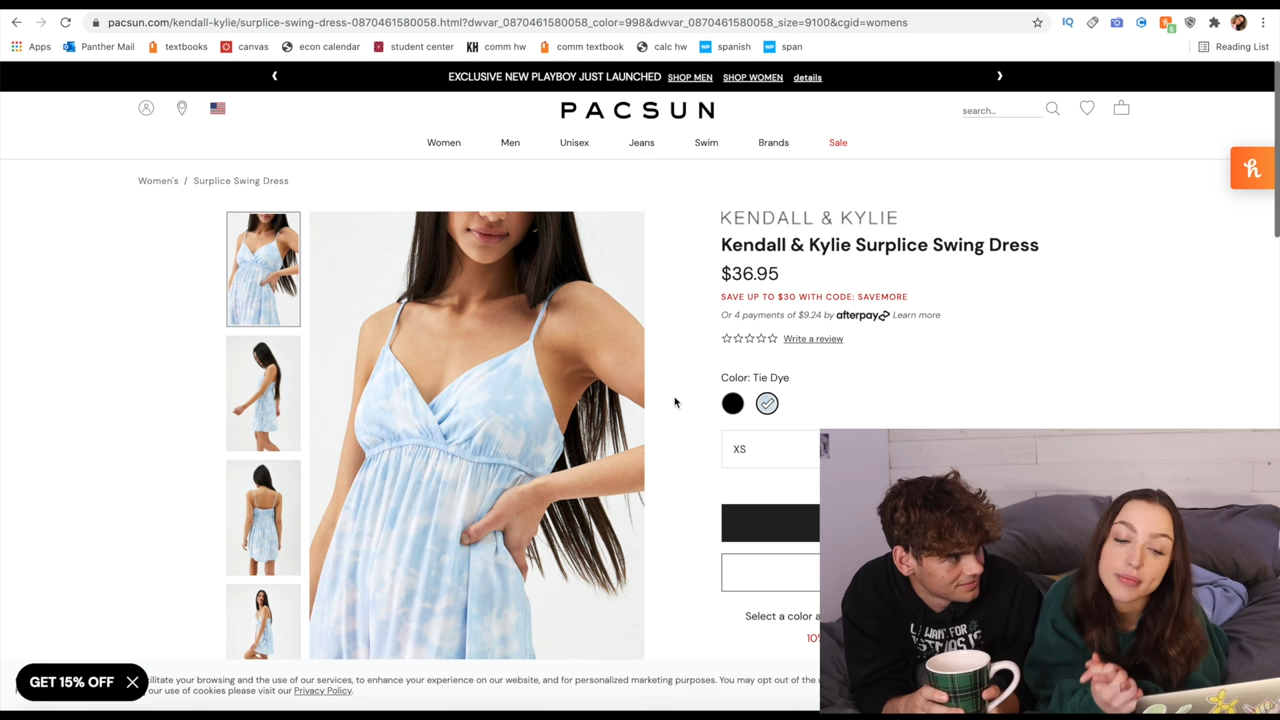 pacsun.com/kendall-kylie/surplice-swing-dress-0870461580058.html?dwvar_0870461580058_color=998&dwvar_0870461580058_size=9100&cgid=womens
Apps Panther Mail textbooks canvas econ calendar student center comm hw comm textbook calc hw spanish span Reading List
EXCLUSIVE NEW PLAYBOY JUST LAUNCHED SHOP MEN SHOP WOMEN details
PACSUN
search...
Women Men Unisex Jeans Swim Brands Sale
Women's / Surplice Swing Dress
KENDALL & KYLIE
Kendall & Kylie Surplice Swing Dress
$36.95
SAVE UP TO $30 WITH CODE: SAVEMORE
Or 4 payments of $9.24 by afterpay Learn more
Write a review
Color: Tie Dye
XS
Select a color a
10%
GET 15% OFF
cilitate your browsing and the use of our services, to enhance your experience on our website, and for personalized marketing purposes. You may opt out of the u
our use of cookies please visit our Privacy Policy.
WANT FOR